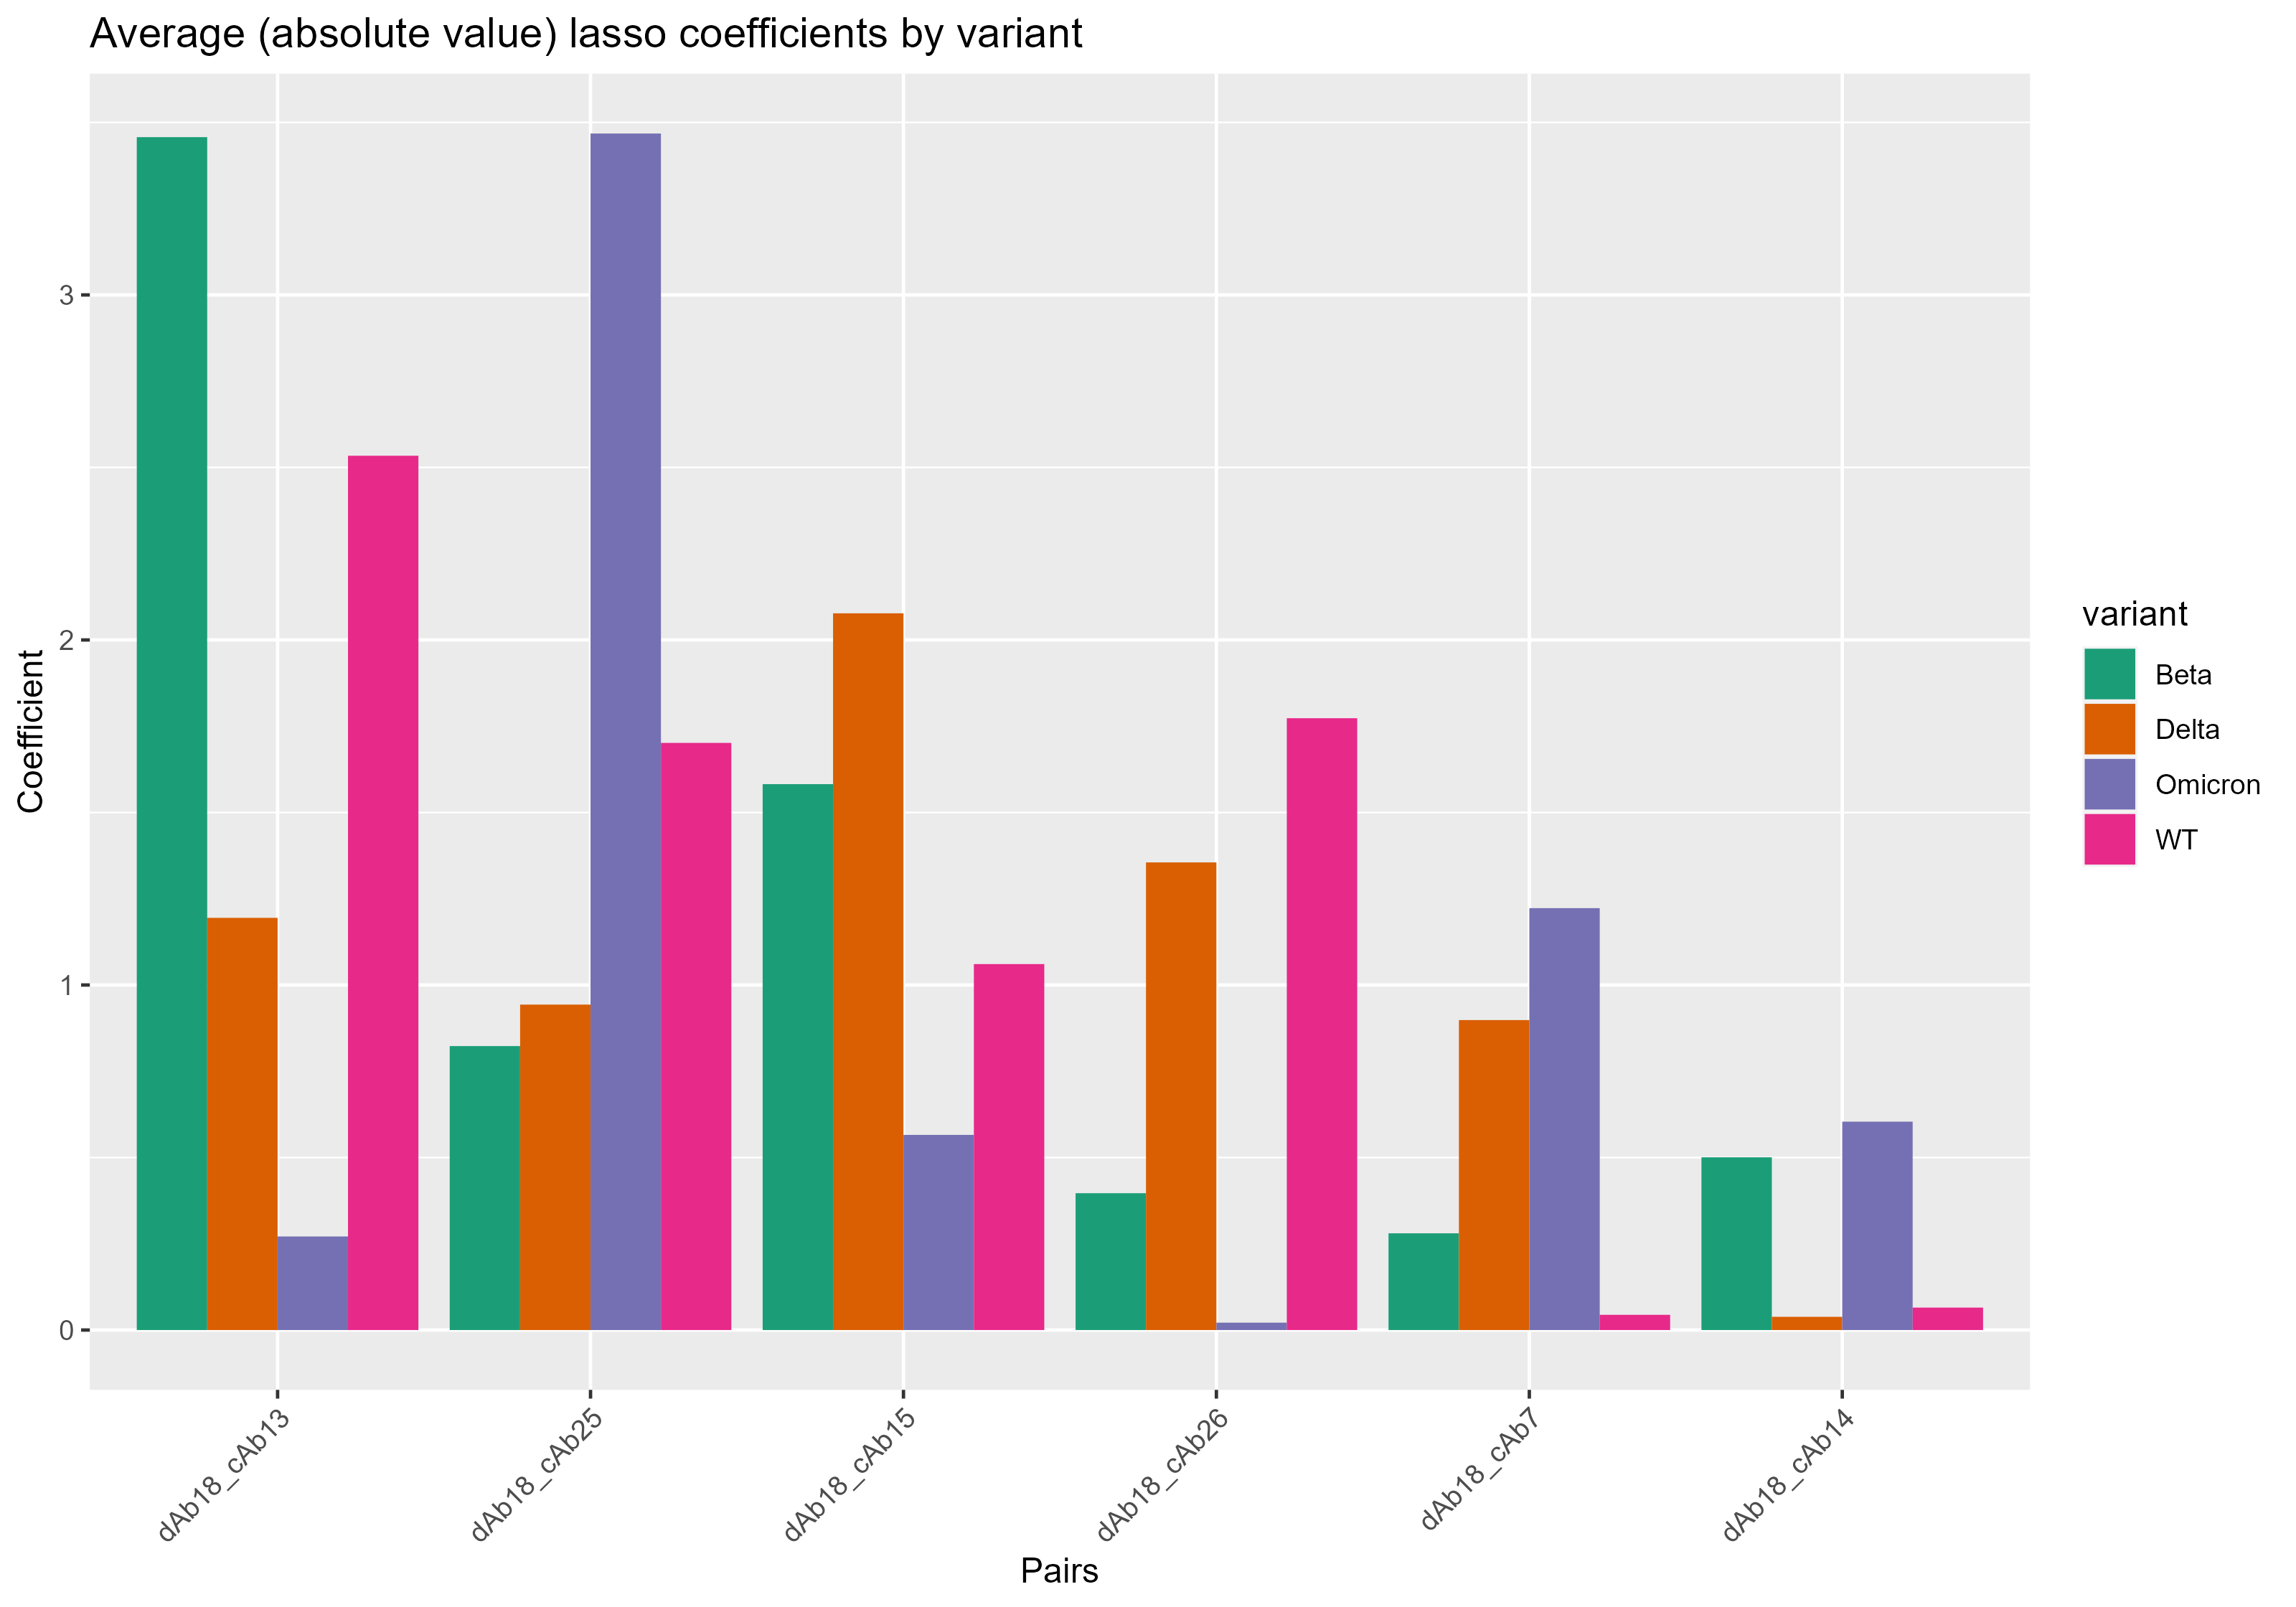 Average (absolute value) lasso coefficients by variant
Coefficient
3
2
1
0
dAb18_cAb13
dAb18_cAb25
dAb18_cAb15
dAb18_cAb26
dAb18_cAb7
dAb18_cAb14
Pairs
variant
Beta
Delta
Omicron
WT